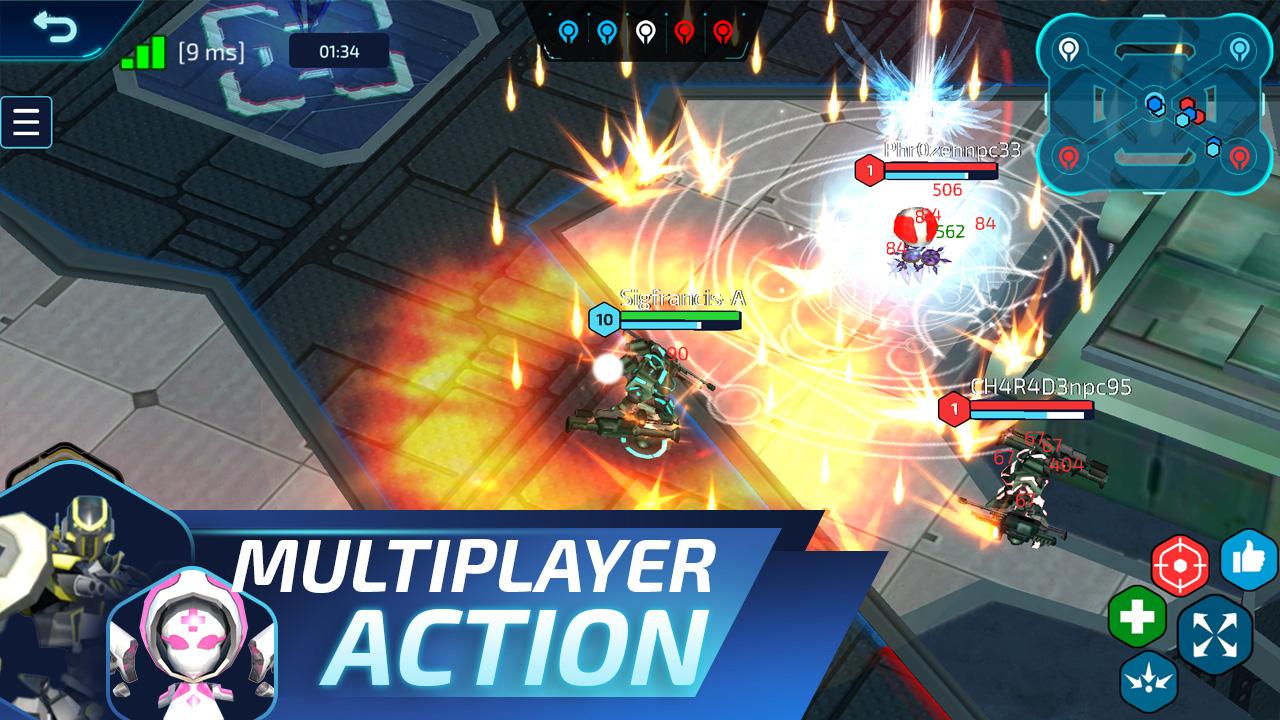 [9 ms]
01:34
Phr0zennpc33
1
506
84
84
562
84
Sigfrancis-A
10
90
CH4R4D3npc95
1
67
67
67
404
67
MULTIPLAYER
ACTION